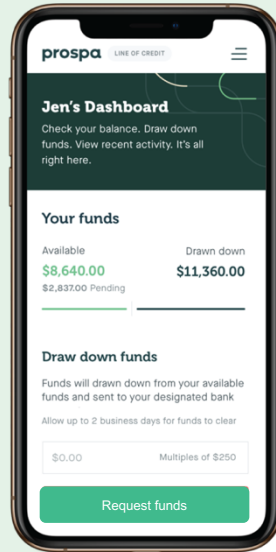 prospa LINE OF CREDIT
Jen's Dashboard
Check your balance. Draw down
funds. View recent activity. It's all
right here.
Your funds
Available Drawn down
$8,640.00 $11,360.00
$2,837.00 Pending
Draw down funds
Funds will drawn down from your available
funds and sent to your designated bank
Allow up to 2 business days for funds to clear
$0.00 Multiples of $250
Request funds